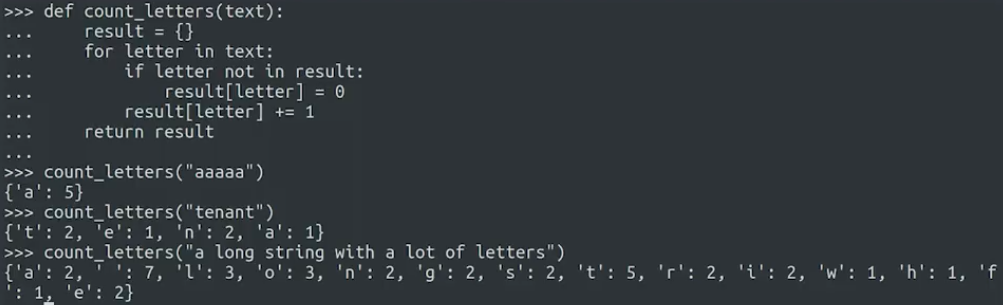 >>> def count_letters(text):
...     result = {}
...     for letter in text:
...         if letter not in result:
...             result[letter] = 0
...         result[letter] += 1
...     return result
...
>>> count_letters("aaaaa")
{'a': 5}
>>> count_letters("tenant")
{'t': 2, 'e': 1, 'n': 2, 'a': 1}
>>> count_letters("a long string with a lot of letters")
{'a': 2, ' ': 7, 'l': 3, 'o': 3, 'n': 2, 'g': 2, 's': 2, 't': 5, 'r': 2, 'i': 2, 'w': 1, 'h': 1, 'f
': 1, 'e': 2}